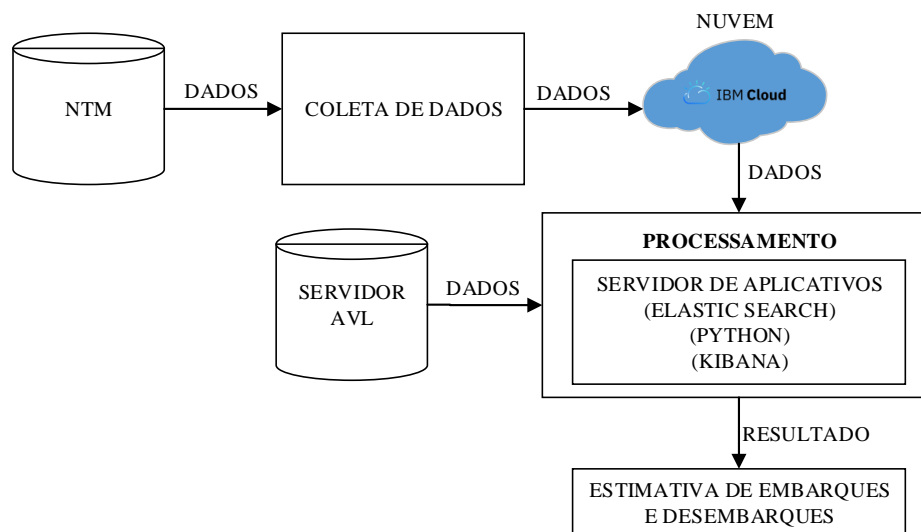 NUVEM
NTM
DADOS
COLETA DE DADOS
DADOS
IBM Cloud
DADOS
PROCESSAMENTO
SERVIDOR DE APLICATIVOS
(ELASTIC SEARCH)
(PYTHON)
(KIBANA)
SERVIDOR
AVL
DADOS
RESULTADO
ESTIMATIVA DE EMBARQUES
E DESEMBARQUES